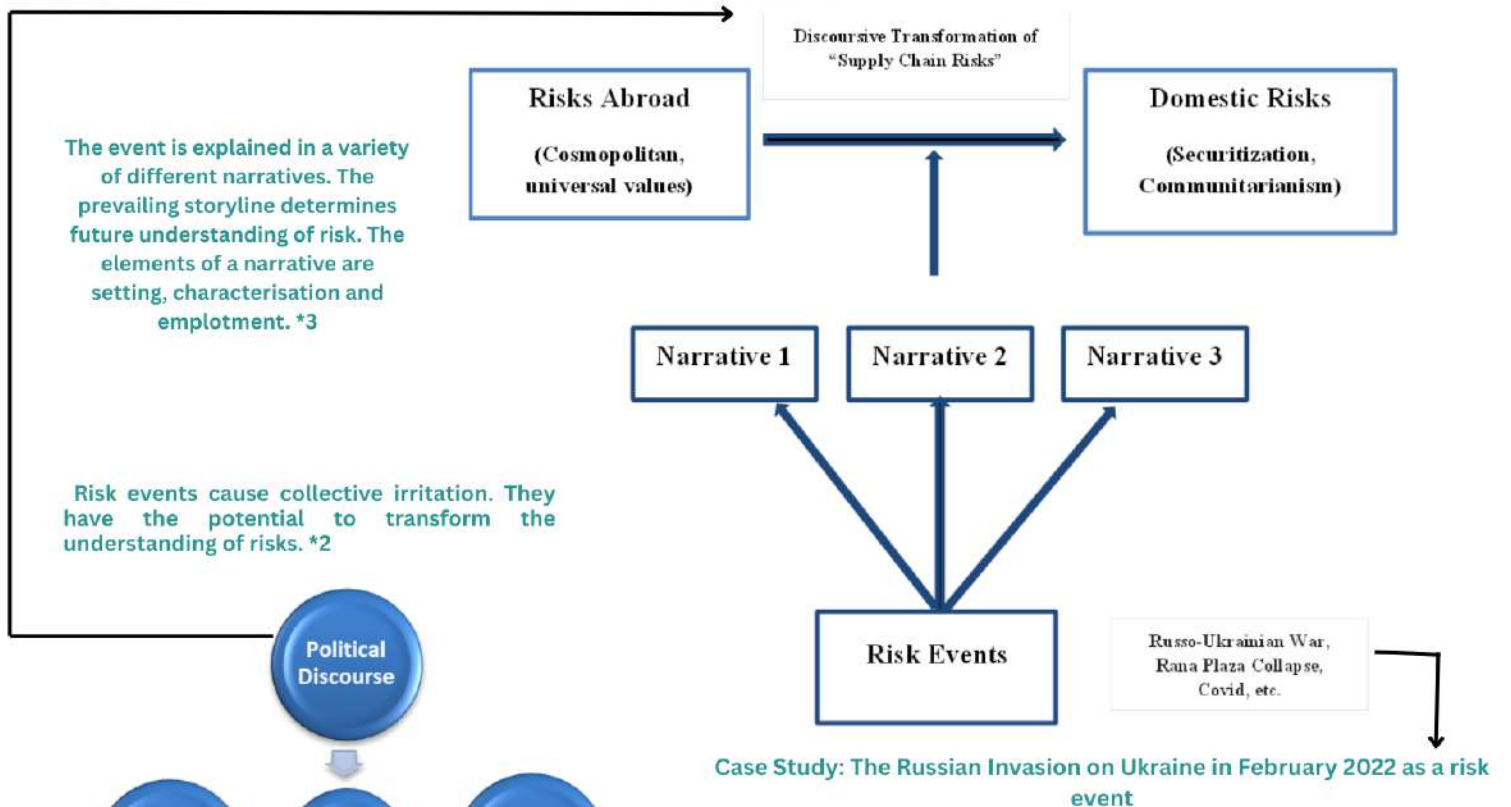 Discoursive Transformation of
“Supply Chain Risks”
Risks Abroad
(Cosmopolitan,
universal values)
Domestic Risks
(Securitization,
Communitarianism)
The event is explained in a variety
of different narratives. The
prevailing storyline determines
future understanding of risk. The
elements of a narrative are
setting, characterisation and
emplotment. *3
Narrative 1
Narrative 2
Narrative 3
Risk events cause collective irritation. They
have the potential to transform the
understanding of risks. *2
Political
Discourse
Risk Events
Russo-Ukrainian War,
Rana Plaza Collapse,
Covid, etc.
Case Study: The Russian Invasion on Ukraine in February 2022 as a risk
event